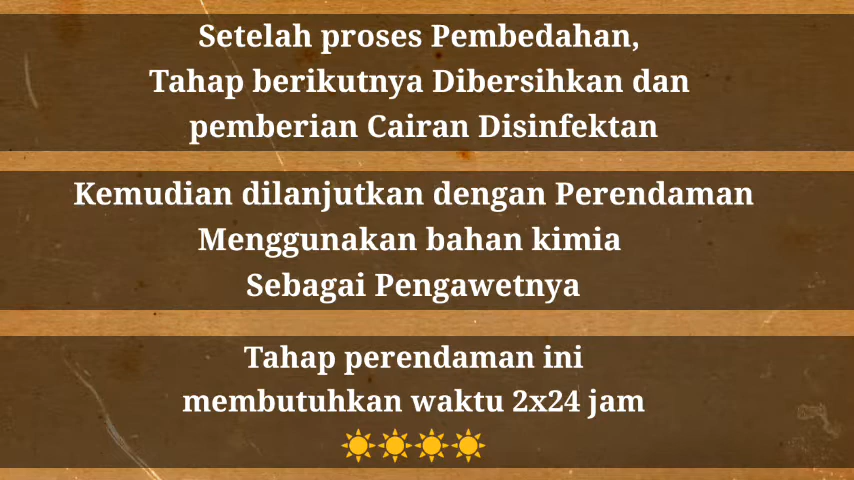 Setelah proses Pembedahan,
Tahap berikutnya Dibersihkan dan
pemberian Cairan Disinfektan
Kemudian dilanjutkan dengan Perendaman
Menggunakan bahan kimia
Sebagai Pengawetnya
Tahap perendaman ini
membutuhkan waktu 2x24 jam
☀☀☀☀